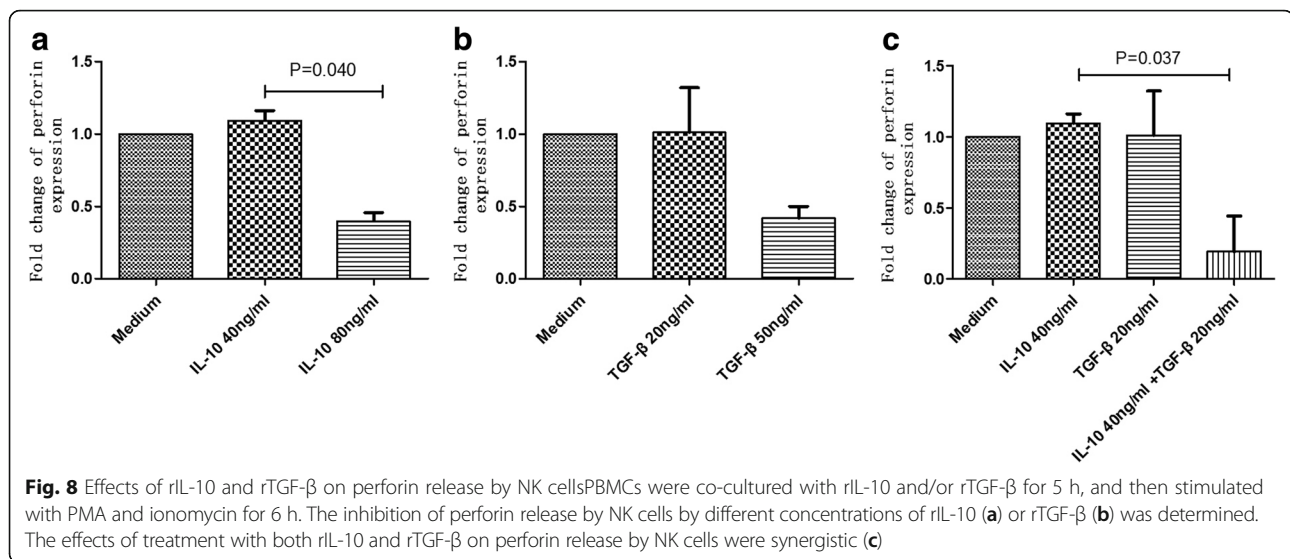 a
b
c
P=0.040
P=0.037
Fold change of perforin
expression
1.5
1.0
0.5
0.0
Medium
IL-10 40ng/ml
IL-10 80ng/ml
Fold change of perforin
expression
1.5
1.0
0.5
0.0
Medium
TGF-β 20ng/ml
TGF-β 50ng/ml
Fold change of perforin
expression
1.5
1.0
0.5
0.0
Medium
IL-10 40ng/ml
TGF-β 20ng/ml
IL-10 40ng/ml +TGF-β 20ng/ml
Fig. 8 Effects of rIL-10 and rTGF-β on perforin release by NK cellsPBMCs were co-cultured with rIL-10 and/or rTGF-β for 5 h, and then stimulated
with PMA and ionomycin for 6 h. The inhibition of perforin release by NK cells by different concentrations of rIL-10 (a) or rTGF-β (b) was determined.
The effects of treatment with both rIL-10 and rTGF-β on perforin release by NK cells were synergistic (c)